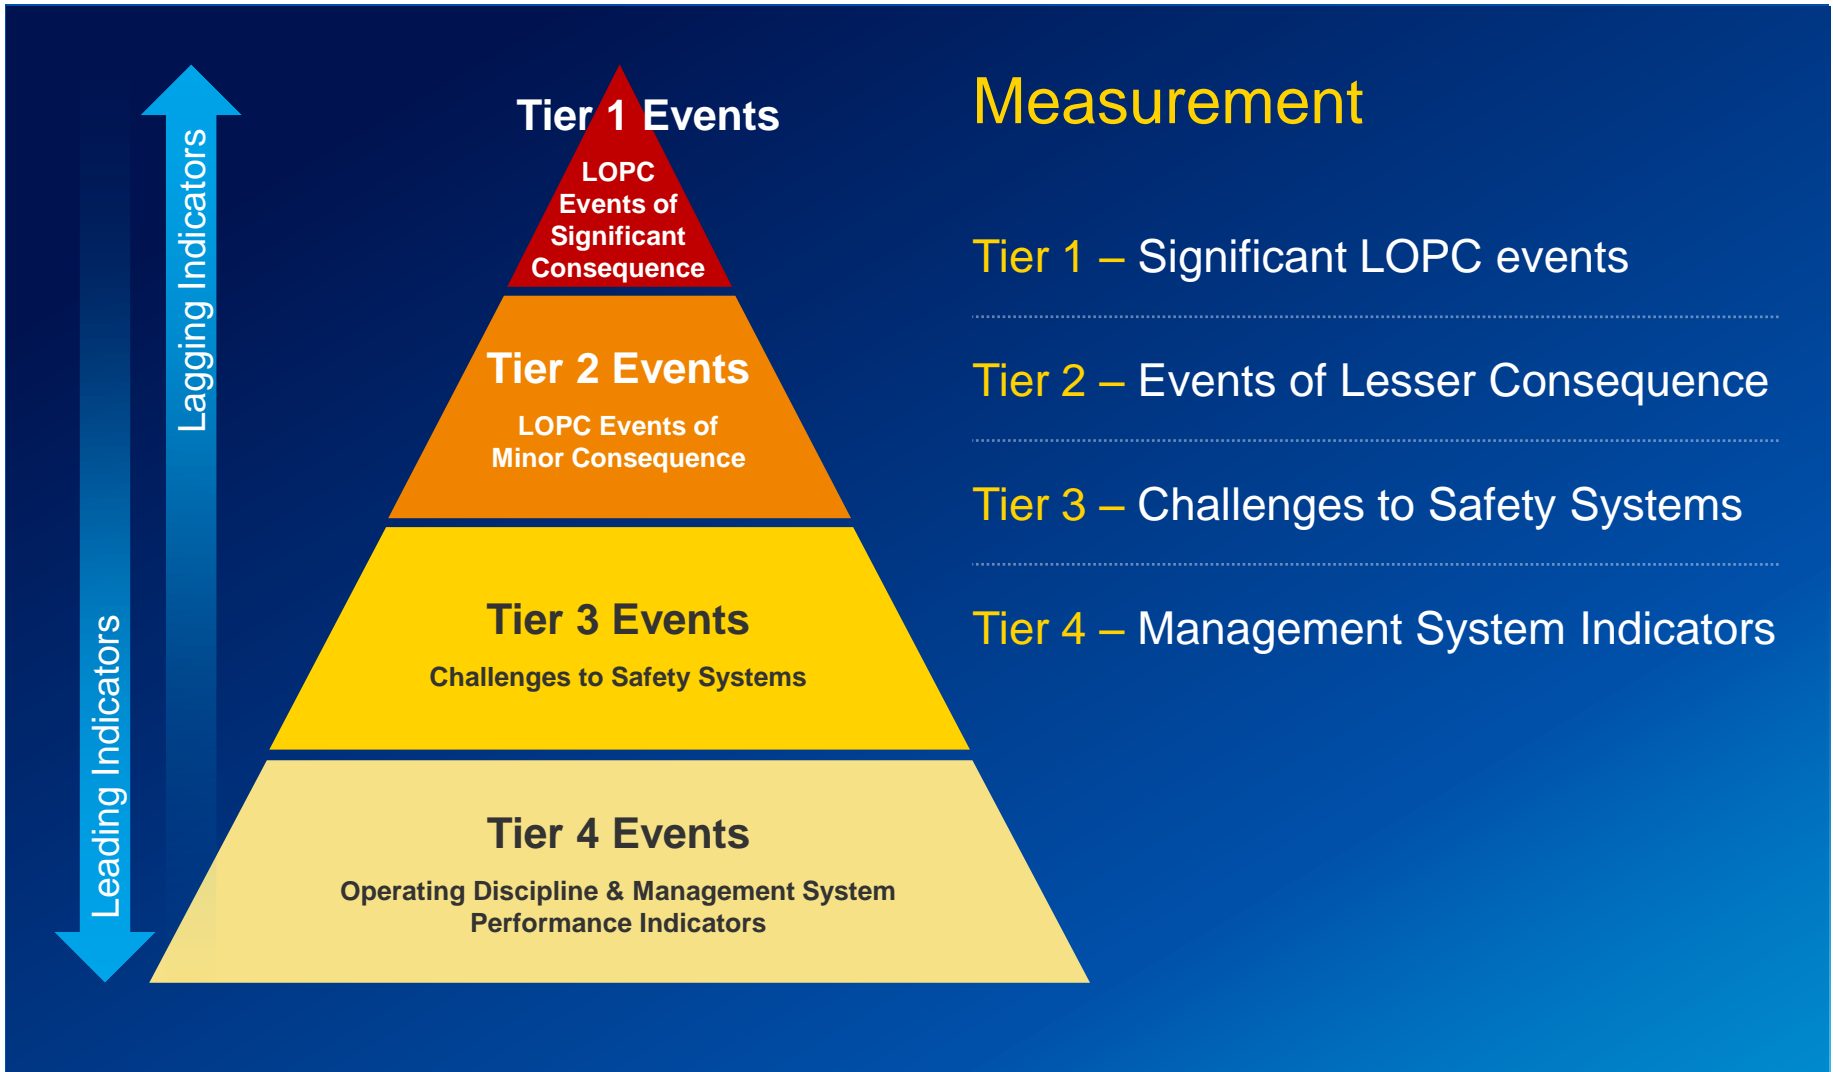 Leading Indicators
Lagging Indicators
Tier 1 Events
LOPC
Events of
Significant
Consequence
Tier 2 Events
LOPC Events of
Minor Consequence
Tier 3 Events
Challenges to Safety Systems
Tier 4 Events
Operating Discipline & Management System
Performance Indicators
Measurement
Tier 1 – Significant LOPC events
Tier 2 – Events of Lesser Consequence
Tier 3 – Challenges to Safety Systems
Tier 4 – Management System Indicators